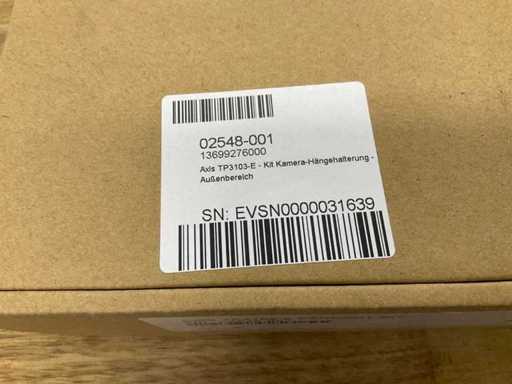 02548-001
13699276000
Axis TP3103-E - Kit Kamera-Hängehalterung -
Außenbereich
SN: EVSN0000031639